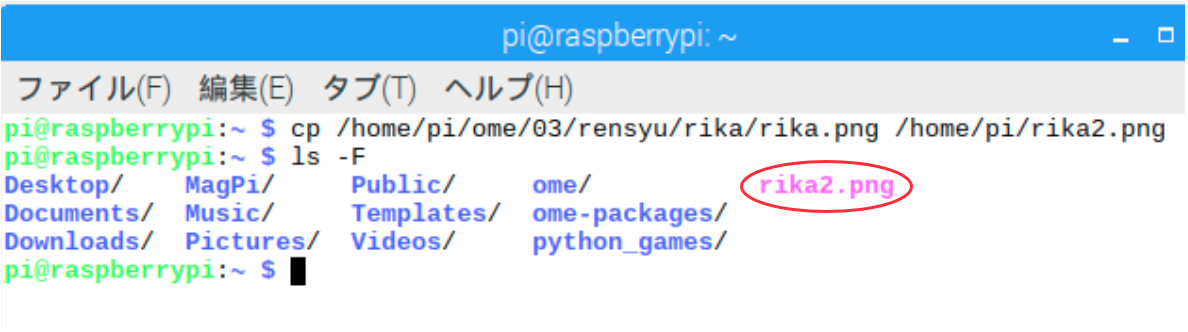 pi@raspberrypi: ~
ファイル(F) 編集(E) タブ(T) ヘルプ(H)
pi@raspberrypi:~ $ cp /home/pi/ome/03/rensyu/rika/rika.png /home/pi/rika2.png
pi@raspberrypi:~ $ ls -F
Desktop/ MagPi/ Public/ ome/ rika2.png
Documents/ Music/ Templates/ ome-packages/
Downloads/ Pictures/ Videos/ python_games/
pi@raspberrypi:~ $